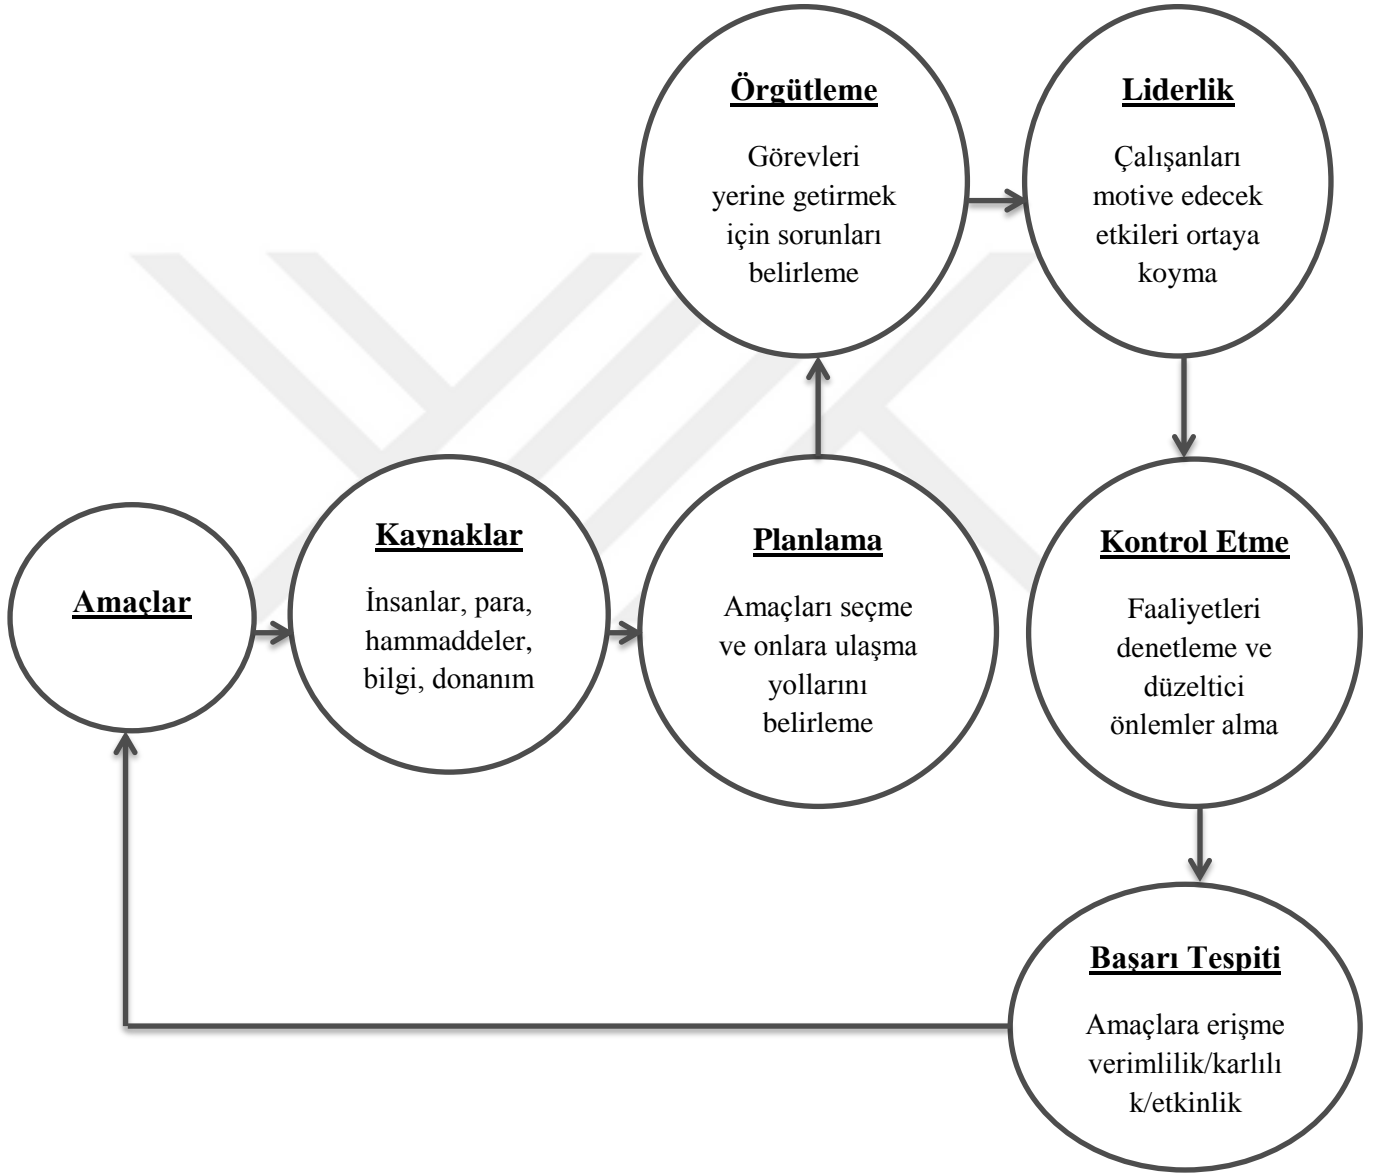 Örgütleme
Görevleri
yerine getirmek
için sorunları
belirleme
Liderlik
Çalışanları
motive edecek
etkileri ortaya
koyma
Amaçlar
Kaynaklar
İnsanlar, para,
hammaddeler,
bilgi, donanım
Planlama
Amaçları seçme
ve onlara ulaşma
yollarını
belirleme
Kontrol Etme
Faaliyetleri
denetleme ve
düzeltici
önlemler alma
Başarı Tespiti
Amaçlara erişme
verimlilik/karlılı
k/etkinlik